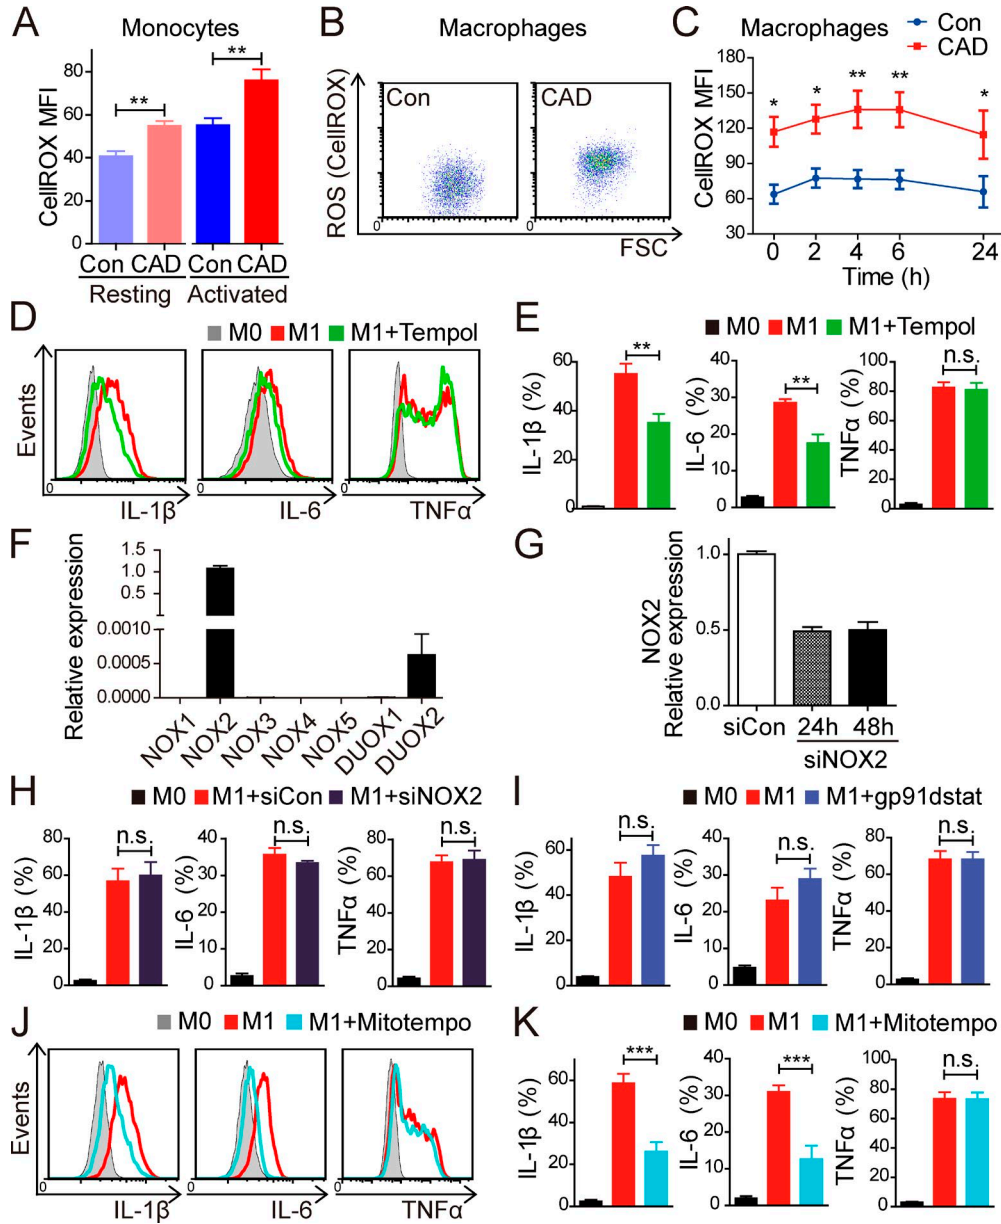 A Monocytes
CellROX MFI
80
60
40
20
0
**
**
Con CAD Con CAD
Resting Activated
B Macrophages
ROS (CellROX)
Con
CAD
FSC
C Macrophages
Con
CAD
CellROX MFI
180
150
120
90
60
30
* * ** ** *
0 2 4 6 24
Time (h)
D M0 M1 M1+Tempol
Events
0 0 0
IL-1β IL-6 TNFα
E M0 M1 M1+Tempol
IL-1β (%)
60
40
20
0
**
IL-6 (%)
40
30
20
10
0
**
TNFα (%)
100
80
60
40
20
0
n.s.
F
Relative expression
1.5
1.0
0.5
0.0010
0.0005
0.0000
NOX1 NOX2 NOX3 NOX4 NOX5 DUOX1 DUOX2
G
NOX2
Relative expression
1.0
0.5
0.0
siCon 24h 48h
siNOX2
H M0 M1+siCon M1+siNOX2
IL-1β (%)
80
60
40
20
0
n.s.
IL-6 (%)
40
30
20
10
0
n.s.
TNFα (%)
80
60
40
20
0
n.s.
I M0 M1 M1+gp91dstat
IL-1β (%)
60
40
20
0
n.s.
IL-6 (%)
40
30
20
10
0
n.s.
TNFα (%)
80
60
40
20
0
n.s.
J M0 M1 M1+Mitotempo
Events
0 0 0
IL-1β IL-6 TNFα
K M0 M1 M1+Mitotempo
IL-1β (%)
60
40
20
0
***
IL-6 (%)
40
30
20
10
0
***
TNFα (%)
100
80
60
40
20
0
n.s.